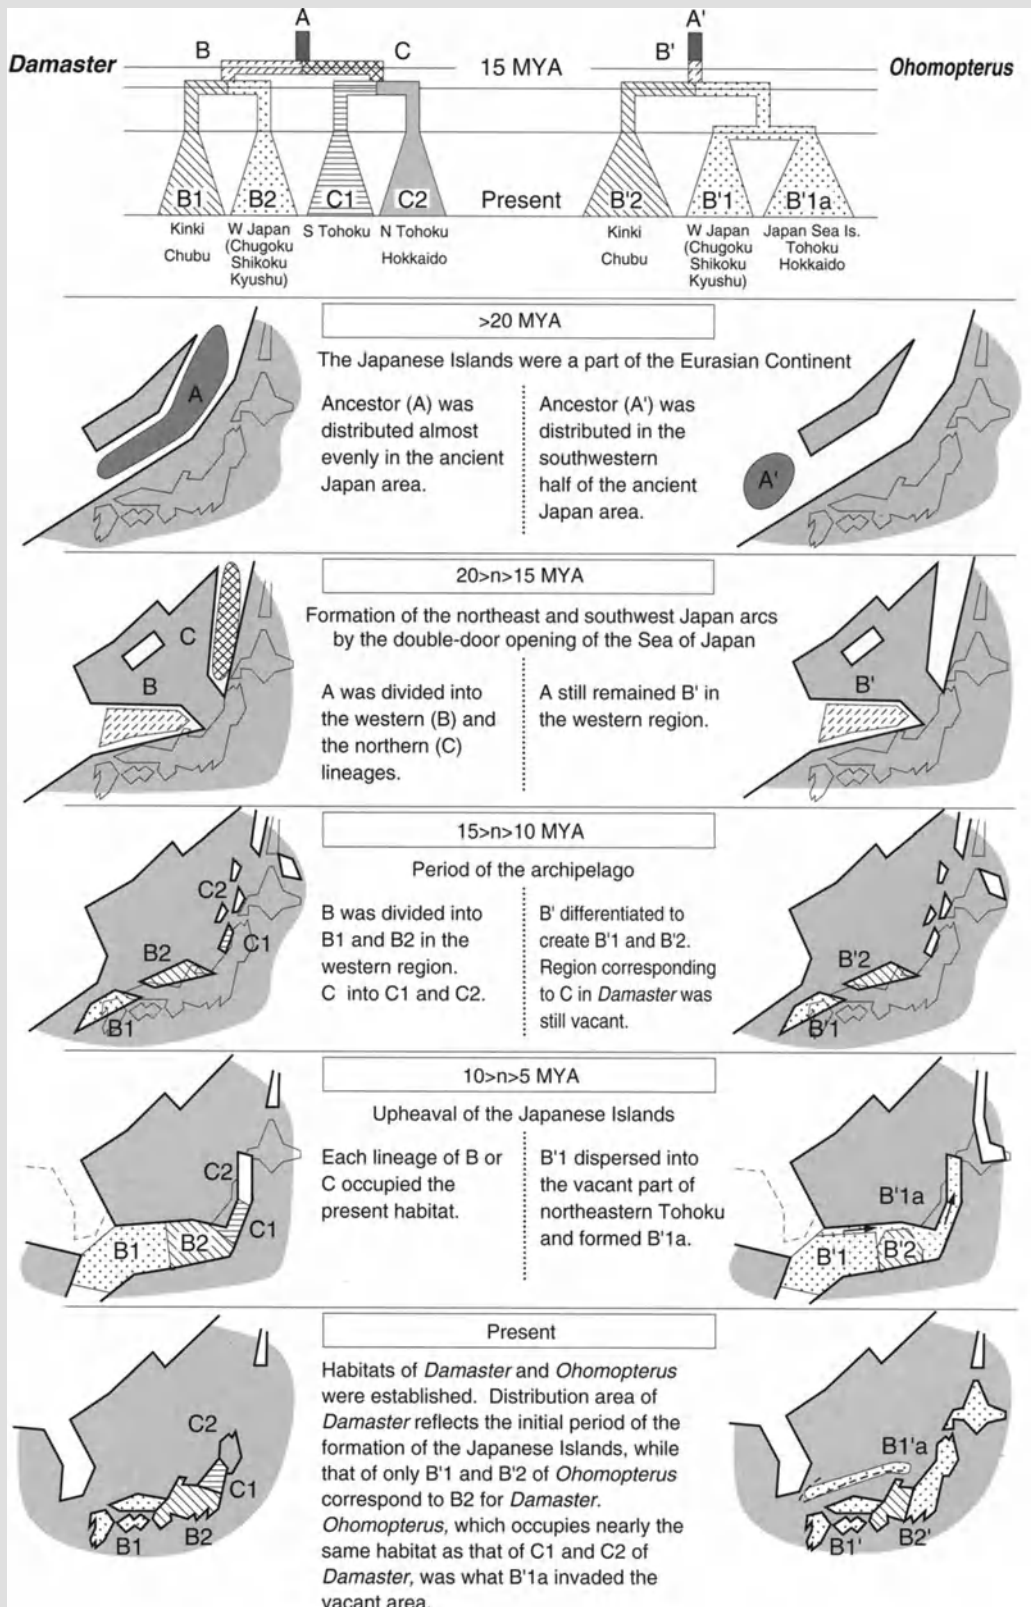 A
A'
B
C
B'
Damaster
15 MYA
Ohomopterus
B1
B2
C1
C2
Present
B'2
B'1
B'1a
Kinki
Chubu
W Japan
(Chugoku
Shikoku
Kyushu)
S Tohoku
N Tohoku
Hokkaido
Kinki
Chubu
W Japan
(Chugoku
Shikoku
Kyushu)
Japan Sea Is.
Tohoku
Hokkaido
>20 MYA
The Japanese Islands were a part of the Eurasian Continent
A
Ancestor (A) was
distributed almost
evenly in the ancient
Japan area.
Ancestor (A') was
distributed in the
southwestern
half of the ancient
Japan area.
A'
20>n>15 MYA
Formation of the northeast and southwest Japan arcs
by the double-door opening of the Sea of Japan
C
B
A was divided into
the western (B) and
the northern (C)
lineages.
A still remained B' in
the western region.
B'
15>n>10 MYA
Period of the archipelago
C2
C1
B2
B1
B was divided into
B1 and B2 in the
western region.
C into C1 and C2.
B' differentiated to
create B'1 and B'2.
Region corresponding
to C in Damaster was
still vacant.
B'2
B'1
10>n>5 MYA
Upheaval of the Japanese Islands
C2
C1
B1
B2
Each lineage of B or
C occupied the
present habitat.
B'1 dispersed into
the vacant part of
northeastern Tohoku
and formed B'1a.
B'1a
B'1
B'2
Present
Habitats of Damaster and Ohomopterus
were established. Distribution area of
Damaster reflects the initial period of the
formation of the Japanese Islands, while
that of only B'1 and B'2 of Ohomopterus
correspond to B2 for Damaster.
Ohomopterus, which occupies nearly the
same habitat as that of C1 and C2 of
Damaster, was what B'1a invaded the
vacant area.
C2
C1
B1
B2
B1'a
B1'
B2'